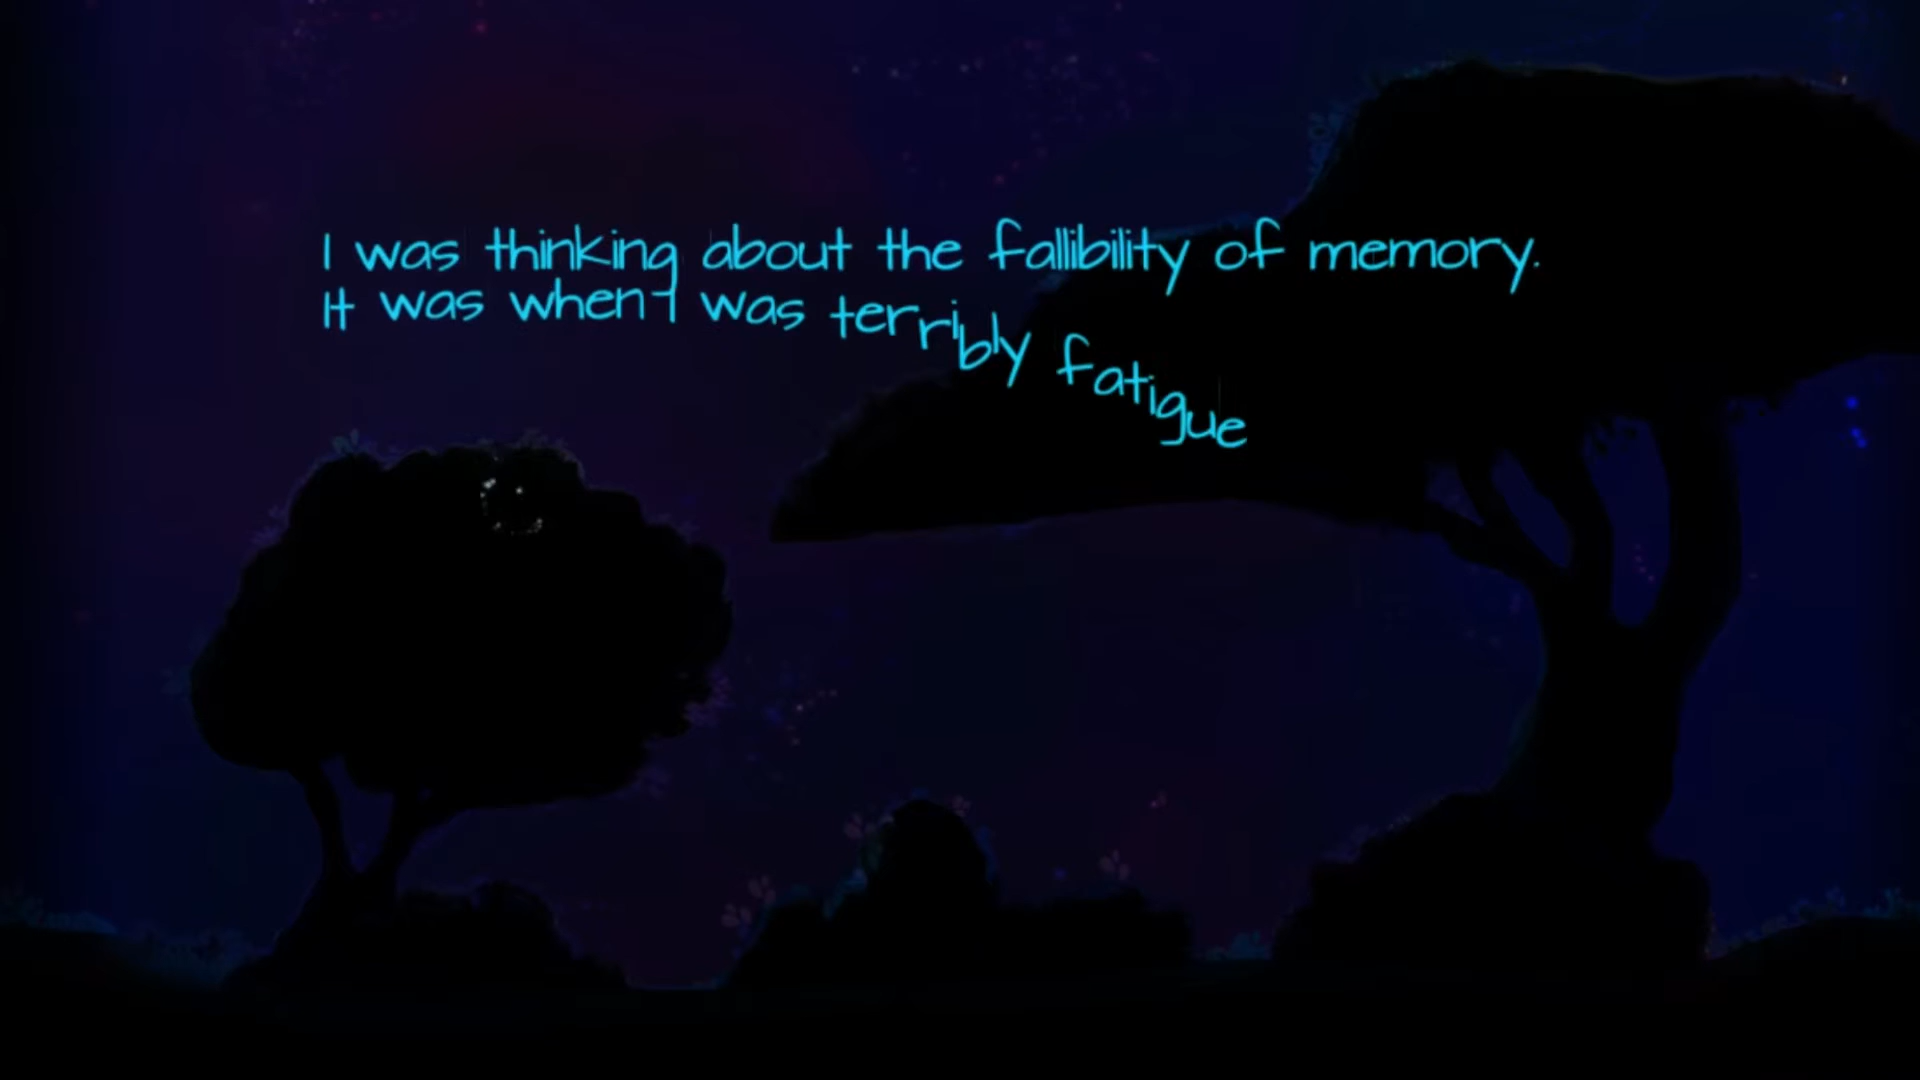 I was thinking about the fallibility of memory.
It was when I was terribly fatigue